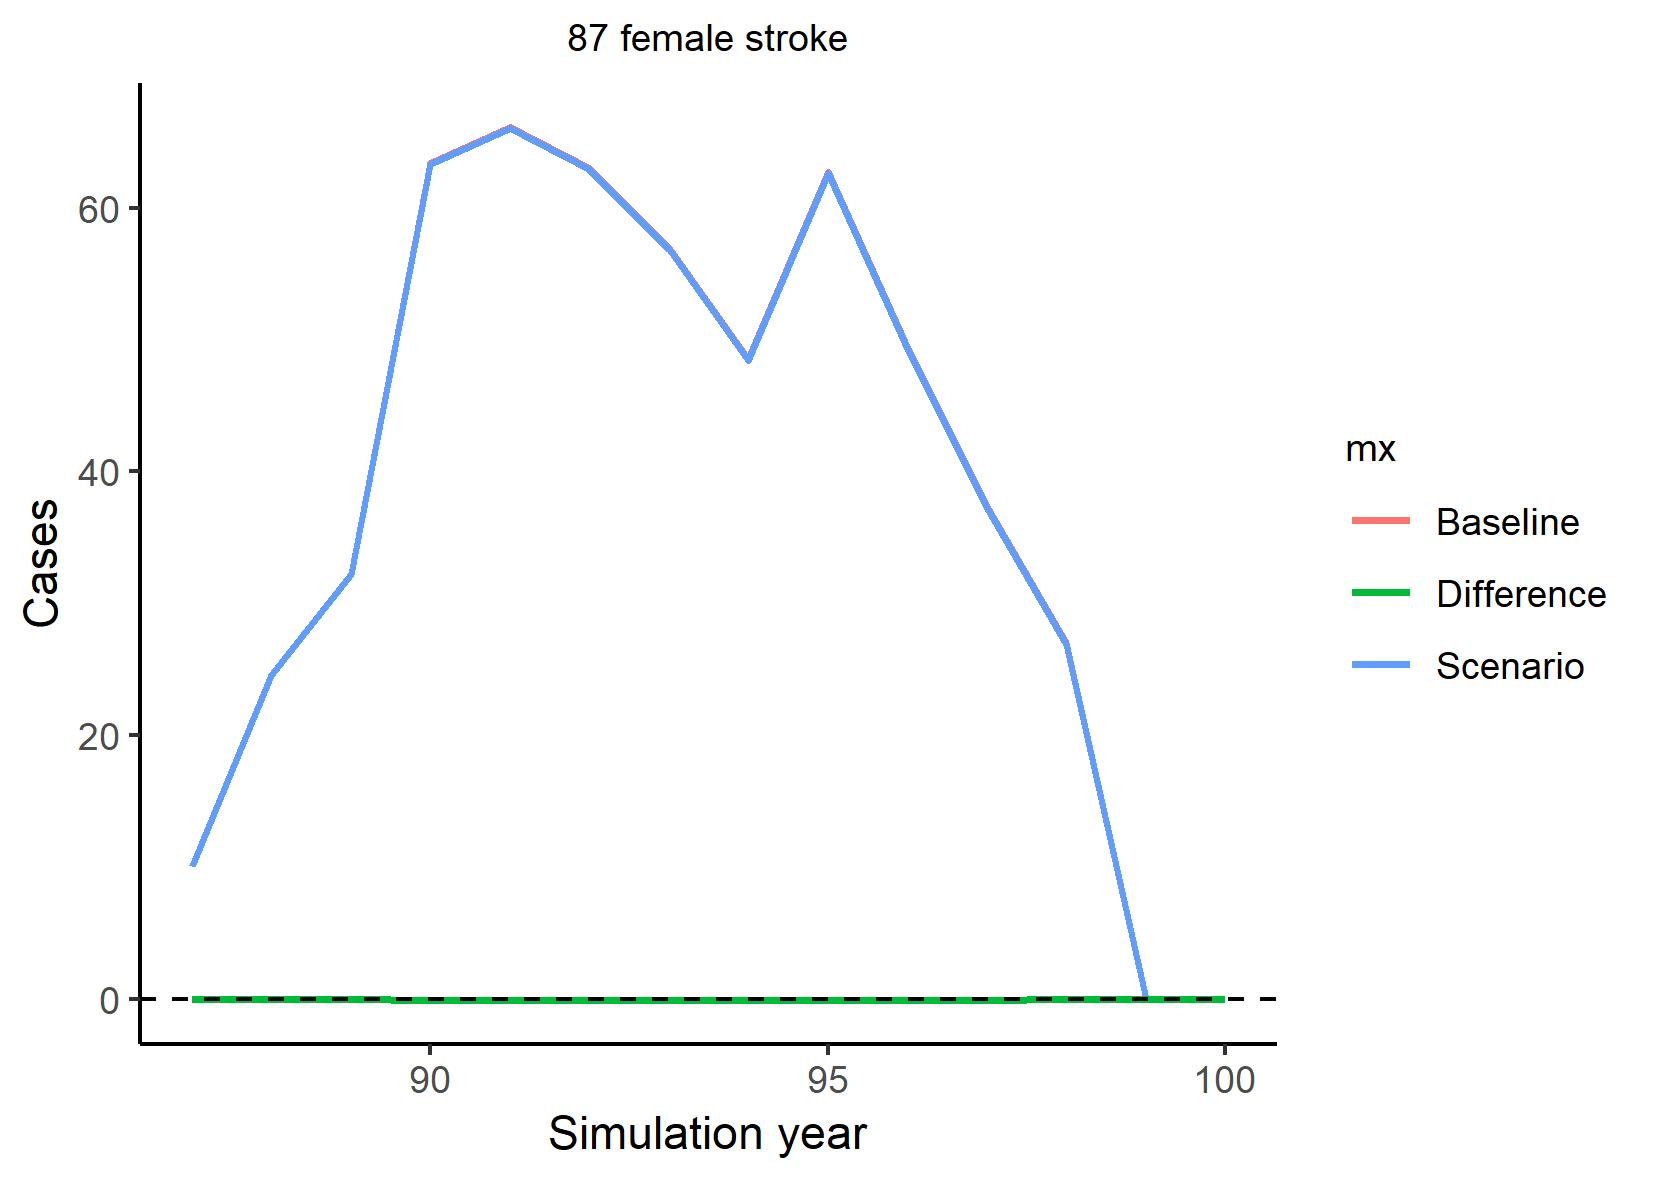 87 female stroke
Cases
60
40
20
0
90 95 100
Simulation year
mx
Baseline
Difference
Scenario